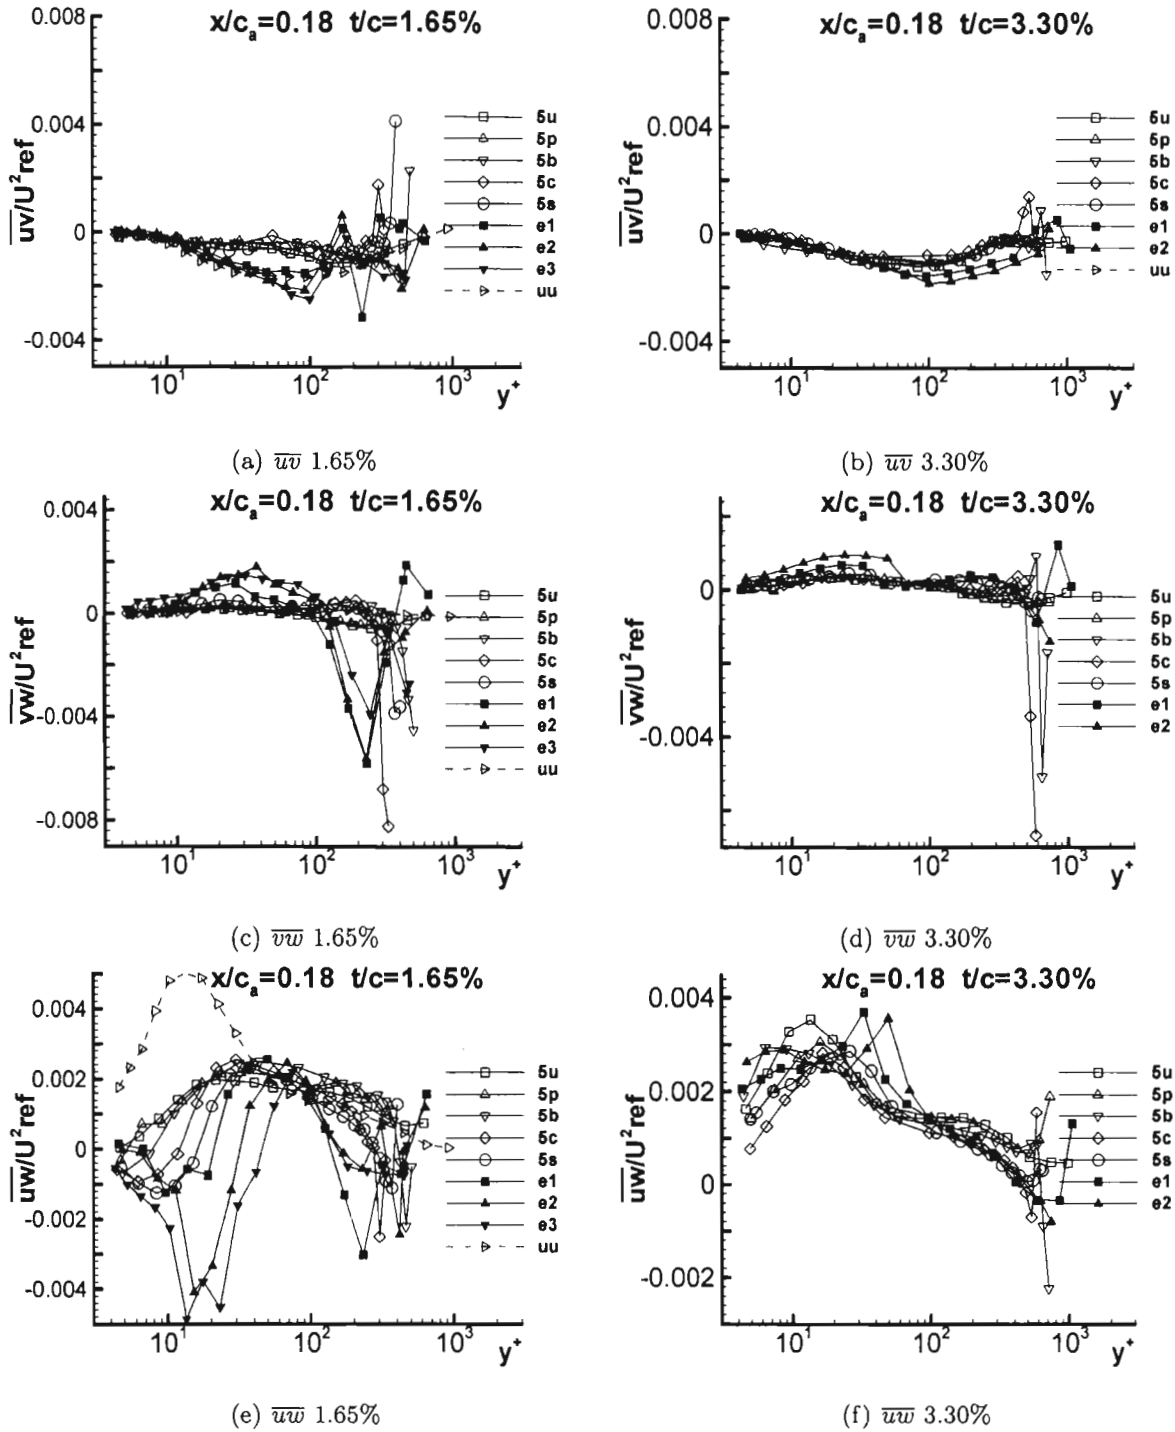 x/ca=0.18 t/c=1.65%
uv/U²ref
0.008
0.004
0
-0.004
10¹ 10² 10³ y⁺
5u
5p
5b
5c
5s
e1
e2
e3
uu
(a) uv 1.65%
x/ca=0.18 t/c=3.30%
uv/U²ref
0.008
0.004
0
-0.004
10¹ 10² 10³ y⁺
5u
5p
5b
5c
5s
e1
e2
uu
(b) uv 3.30%
x/ca=0.18 t/c=1.65%
vw/U²ref
0.004
0
-0.004
-0.008
10¹ 10² 10³ y⁺
5u
5p
5b
5c
5s
e1
e2
e3
uu
(c) vw 1.65%
x/ca=0.18 t/c=3.30%
vw/U²ref
0
-0.004
10¹ 10² 10³ y⁺
5u
5p
5b
5c
5s
e1
e2
(d) vw 3.30%
x/ca=0.18 t/c=1.65%
uw/U²ref
0.004
0.002
0
-0.002
-0.004
10¹ 10² 10³ y⁺
5u
5p
5b
5c
5s
e1
e2
e3
uu
(e) uw 1.65%
x/ca=0.18 t/c=3.30%
uw/U²ref
0.004
0.002
0
-0.002
10¹ 10² 10³ y⁺
5u
5p
5b
5c
5s
e1
e2
(f) uw 3.30%